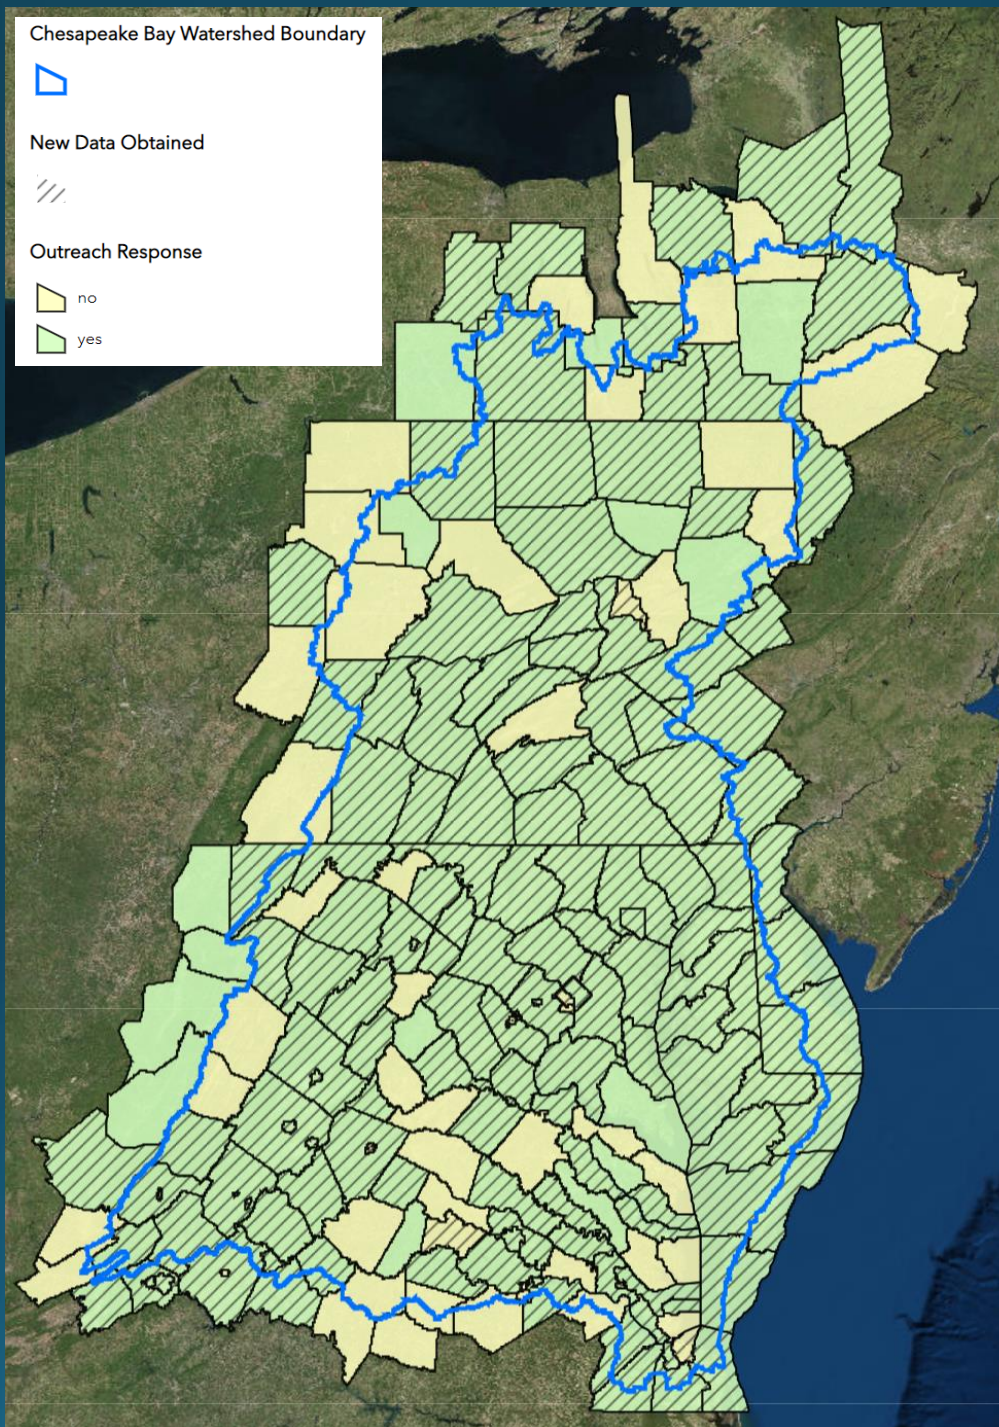 Chesapeake Bay Watershed Boundary
New Data Obtained
Outreach Response
no
yes